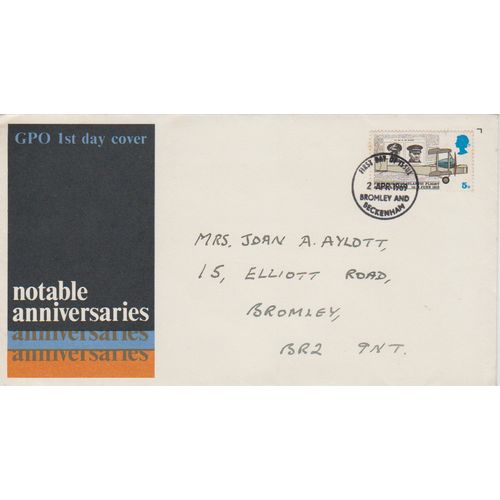 GPO 1st day cover
5D
FIRST DAY OF ISSUE
2 APR 1969
BROMLEY AND
BECKENHAM
MRS. JOAN A. AYLOTT,
15, ELLIOTT ROAD,
BROMLEY,
BR2 9NT.
notable
anniversaries
anniversaries
anniversaries